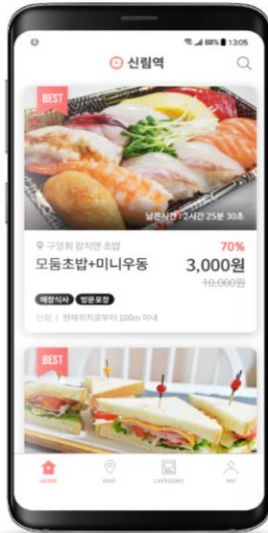 88% 13:05
신림역
BEST
남은시간 : 2시간 25분 30초
구영회 참치앤 초밥
70%
모둠초밥+미니우동
3,000원
10,000원
매장식사 방문포장
신림 | 현재위치로부터 100m 이내
BEST
HOME MAP CATEGORY MY